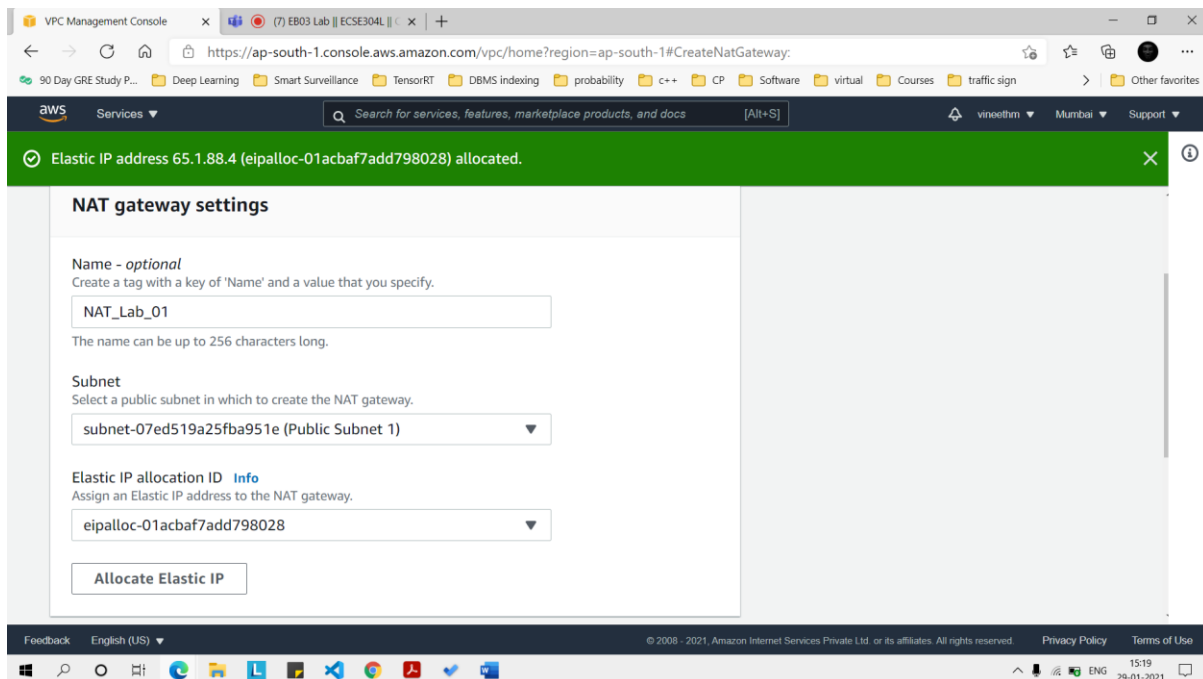 VPC Management Console
(7) EB03 Lab || ECSE304L ||
https://ap-south-1.console.aws.amazon.com/vpc/home?region=ap-south-1#CreateNatGateway:
90 Day GRE Study P... Deep Learning Smart Surveillance TensorRT DBMS indexing probability c++ CP Software virtual Courses traffic sign Other favorites
aws Services ▼ Search for services, features, marketplace products, and docs [Alt+S] vineethm ▼ Mumbai ▼ Support ▼
Elastic IP address 65.1.88.4 (eipalloc-01acbaf7add798028) allocated.
NAT gateway settings
Name - optional
Create a tag with a key of 'Name' and a value that you specify.
NAT_Lab_01
The name can be up to 256 characters long.
Subnet
Select a public subnet in which to create the NAT gateway.
subnet-07ed519a25fba951e (Public Subnet 1)
Elastic IP allocation ID Info
Assign an Elastic IP address to the NAT gateway.
eipalloc-01acbaf7add798028
Allocate Elastic IP
Feedback English (US) ▼ © 2008 - 2021, Amazon Internet Services Private Ltd. or its affiliates. All rights reserved. Privacy Policy Terms of Use
ENG 15:19
29-01-2021